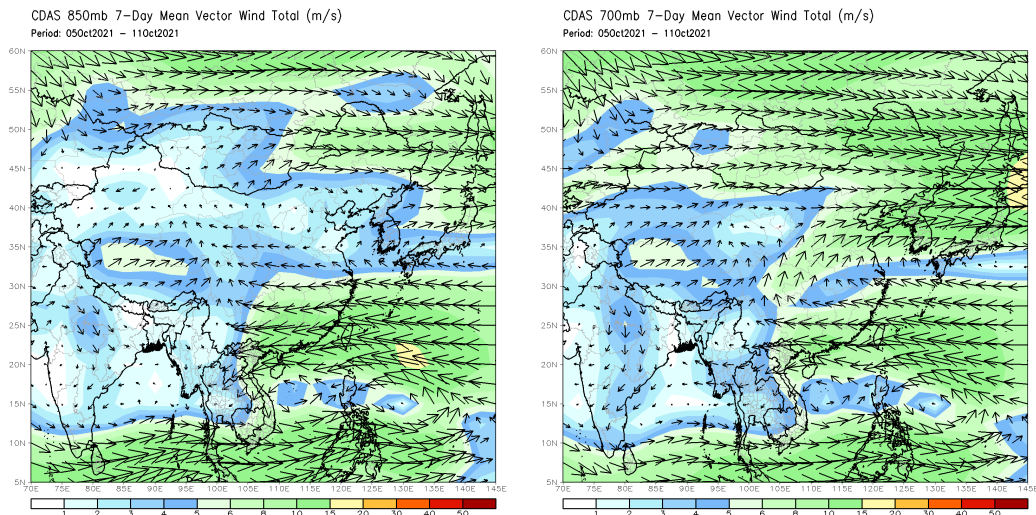 CDAS 850mb 7-Day Mean Vector Wind Total (m/s)
Period: 05Oct2021 - 11Oct2021
60N
55N
50N
45N
40N
35N
30N
25N
20N
15N
10N
5N
70E 75E 80E 85E 90E 95E 100E 105E 110E 115E 120E 125E 130E 135E 140E 145E
1 2 3 4 5 6 8 10 15 20 30 40 50
CDAS 700mb 7-Day Mean Vector Wind Total (m/s)
Period: 05Oct2021 - 11Oct2021
60N
55N
50N
45N
40N
35N
30N
25N
20N
15N
10N
5N
70E 75E 80E 85E 90E 95E 100E 105E 110E 115E 120E 125E 130E 135E 140E 145E
1 2 3 4 5 6 8 10 15 20 30 40 50